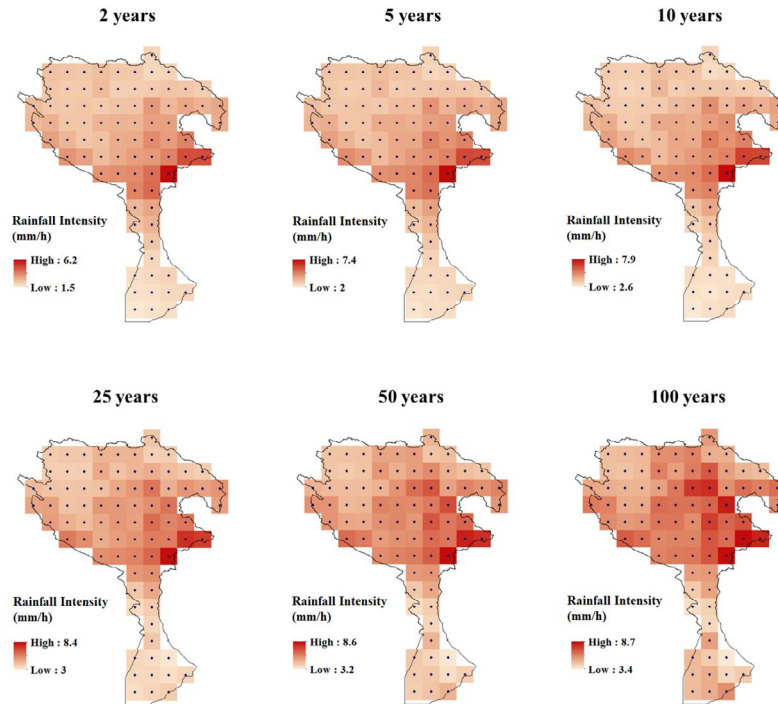 2 years
5 years
10 years
Rainfall Intensity
(mm/h)
High : 6.2
Low : 1.5
Rainfall Intensity
(mm/h)
High : 7.4
Low : 2
Rainfall Intensity
(mm/h)
High : 7.9
Low : 2.6
25 years
50 years
100 years
Rainfall Intensity
(mm/h)
High : 8.4
Low : 3
Rainfall Intensity
(mm/h)
High : 8.6
Low : 3.2
Rainfall Intensity
(mm/h)
High : 8.7
Low : 3.4